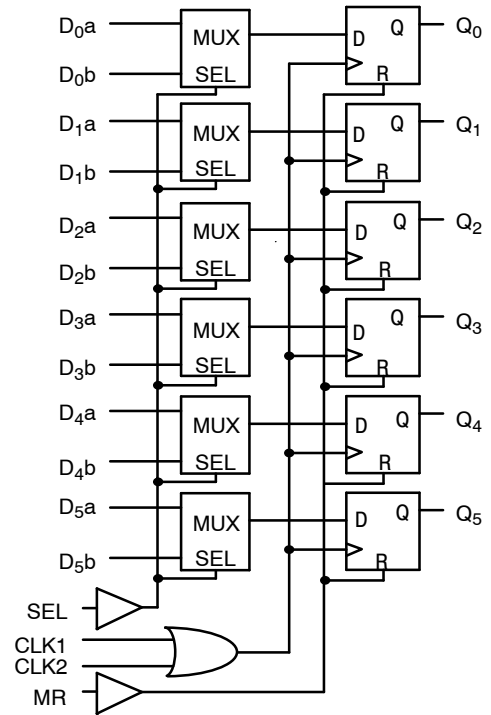 D₀a MUX D Q Q₀
D₀b SEL R
D₁a MUX D Q Q₁
D₁b SEL R
D₂a MUX D Q Q₂
D₂b SEL R
D₃a MUX D Q Q₃
D₃b SEL R
D₄a MUX D Q Q₄
D₄b SEL R
D₅a MUX D Q Q₅
D₅b SEL R
SEL
CLK1
CLK2
MR